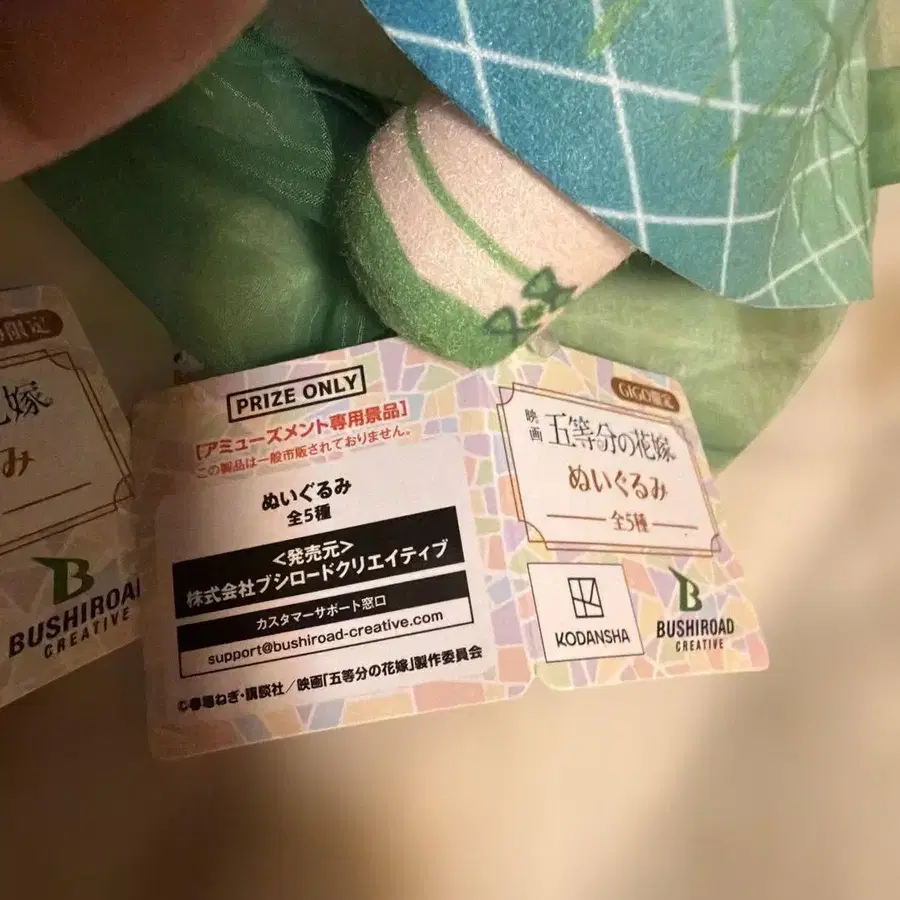 限定
嫁
み
BUSHIROAD
CREATIVE
PRIZE ONLY
[アミューズメント専用景品]
この製品は一般市販されておりません。
ぬいぐるみ
全5種
<発売元>
株式会社ブシロードクリエイティブ
カスタマーサポート窓口
support@bushiroad-creative.com
©春場ねぎ・講談社/映画「五等分の花嫁」製作委員会
GiGO限定
映画 五等分の花嫁
ぬいぐるみ
全5種
KODANSHA
BUSHIROAD
CREATIVE